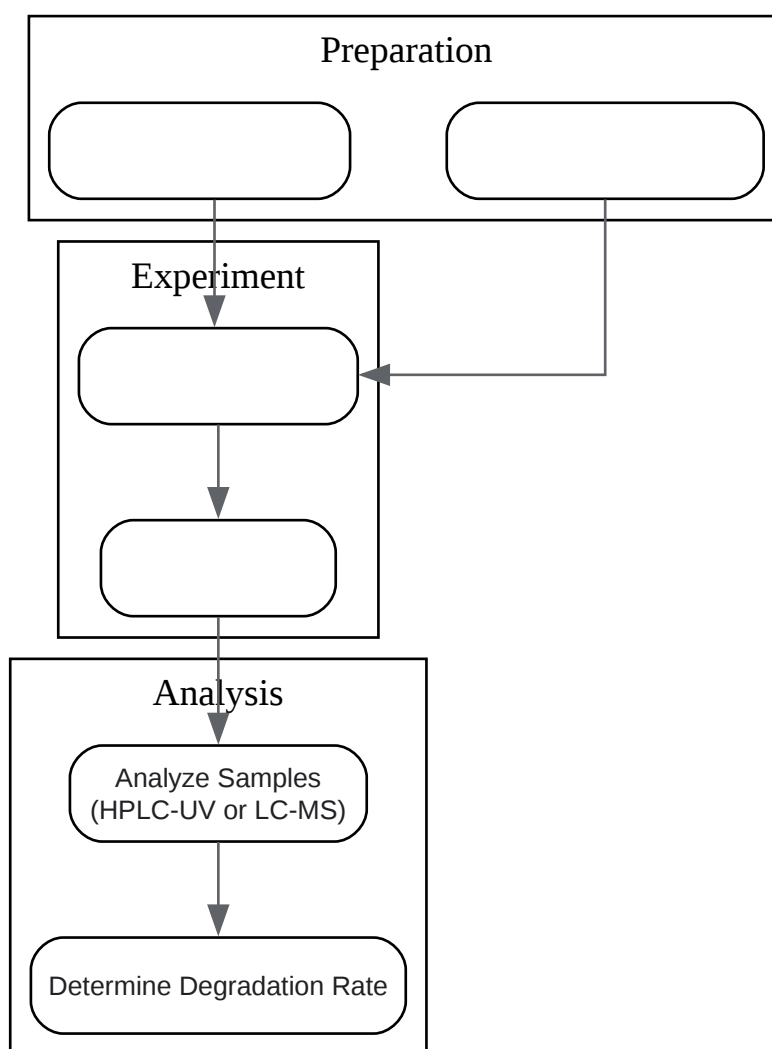 Preparation
Experiment
Analysis
Analyze Samples
(HPLC-UV or LC-MS)
Determine Degradation Rate